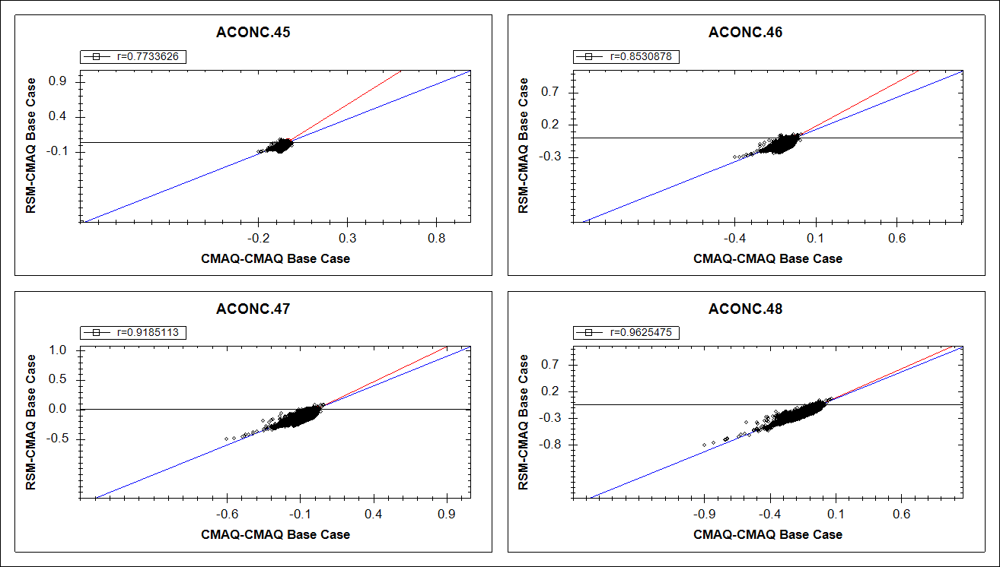 ACONC.45
r=0.7733626
RSM-CMAQ Base Case
0.9
0.4
-0.1
-0.2 0.3 0.8
CMAQ-CMAQ Base Case
ACONC.46
r=0.8530878
RSM-CMAQ Base Case
0.7
0.2
-0.3
-0.4 0.1 0.6
CMAQ-CMAQ Base Case
ACONC.47
r=0.9185113
RSM-CMAQ Base Case
1.0
0.5
0.0
-0.5
-0.6 -0.1 0.4 0.9
CMAQ-CMAQ Base Case
ACONC.48
r=0.9625475
RSM-CMAQ Base Case
0.7
0.2
-0.3
-0.8
-0.9 -0.4 0.1 0.6
CMAQ-CMAQ Base Case